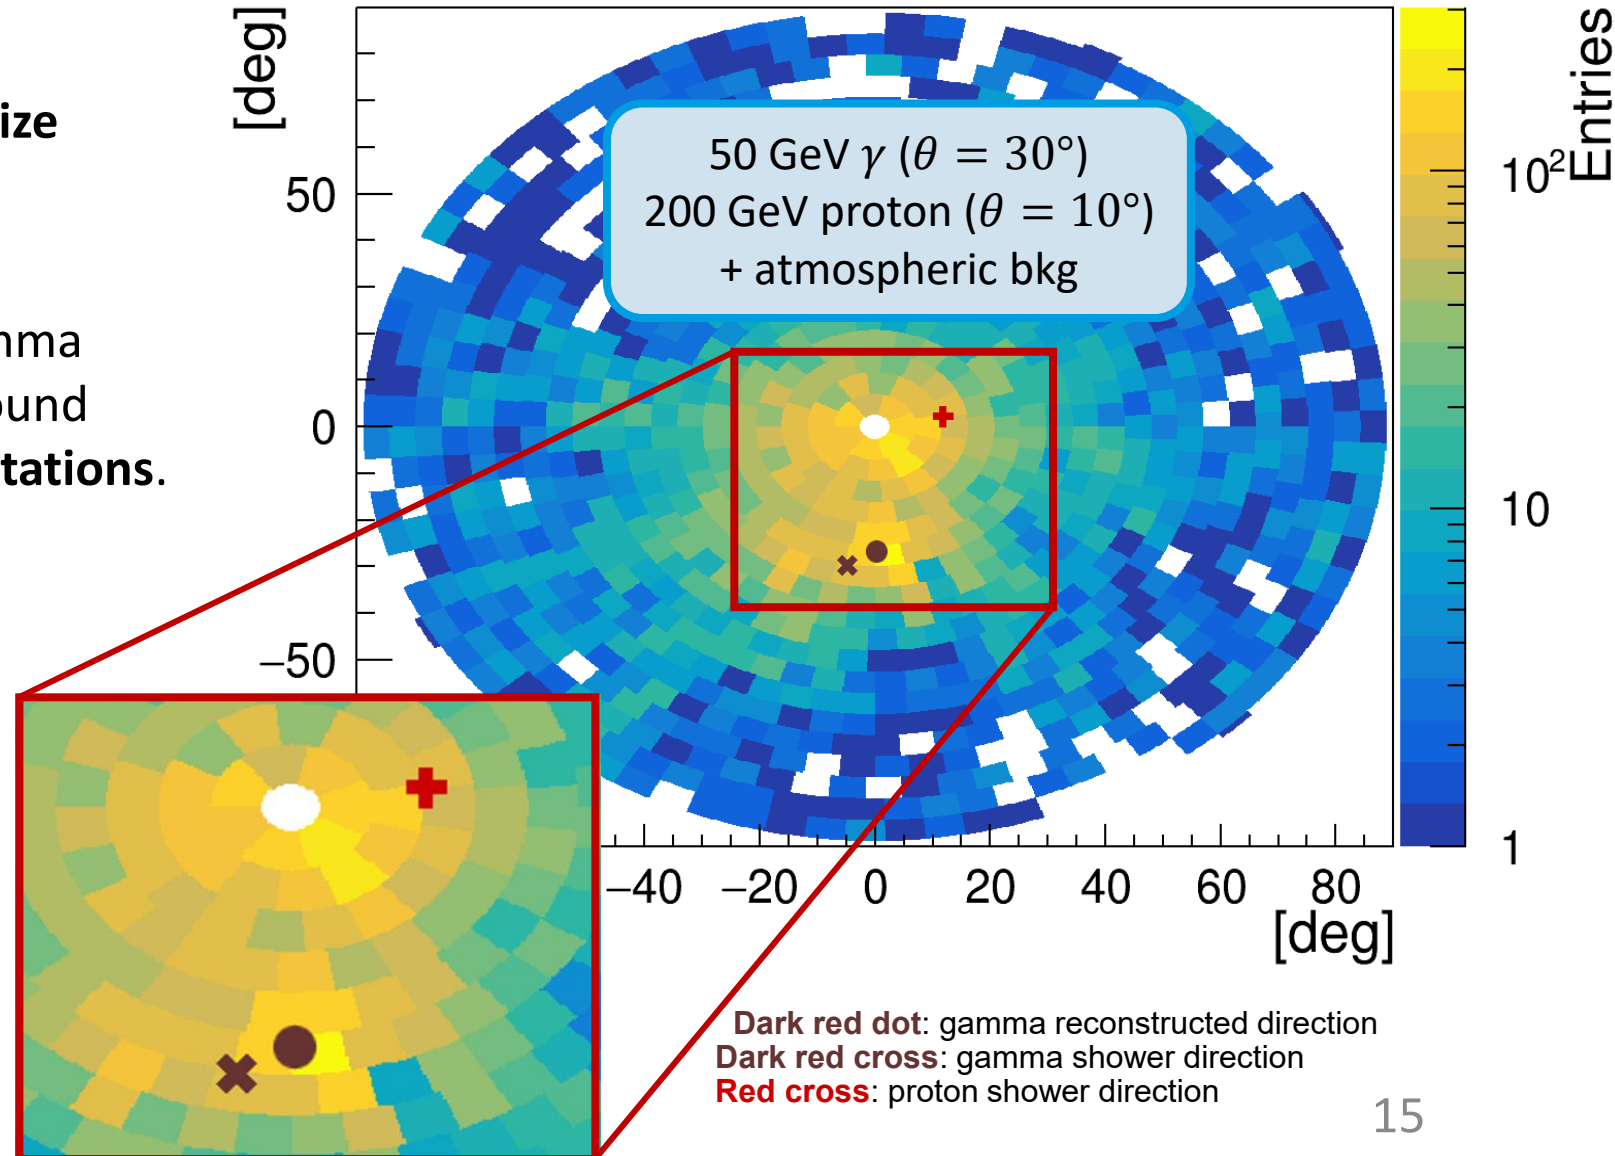 ize
nma
ound
tations.
[deg]
50
0
−50
50 GeV γ (θ = 30°)
200 GeV proton (θ = 10°)
+ atmospheric bkg
−40 −20 0 20 40 60 80
[deg]
Entries
10²
10
1
Dark red dot: gamma reconstructed direction
Dark red cross: gamma shower direction
Red cross: proton shower direction
15